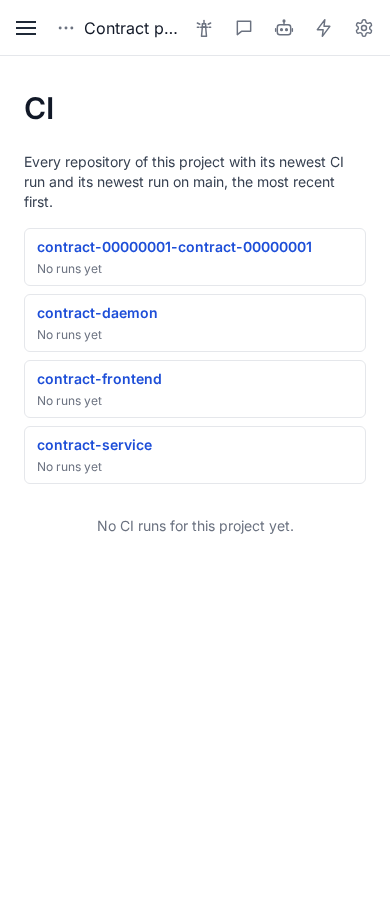 Contract p...
CI
Every repository of this project with its newest CI
run and its newest run on main, the most recent
first.
contract-00000001-contract-00000001
No runs yet
contract-daemon
No runs yet
contract-frontend
No runs yet
contract-service
No runs yet
No CI runs for this project yet.